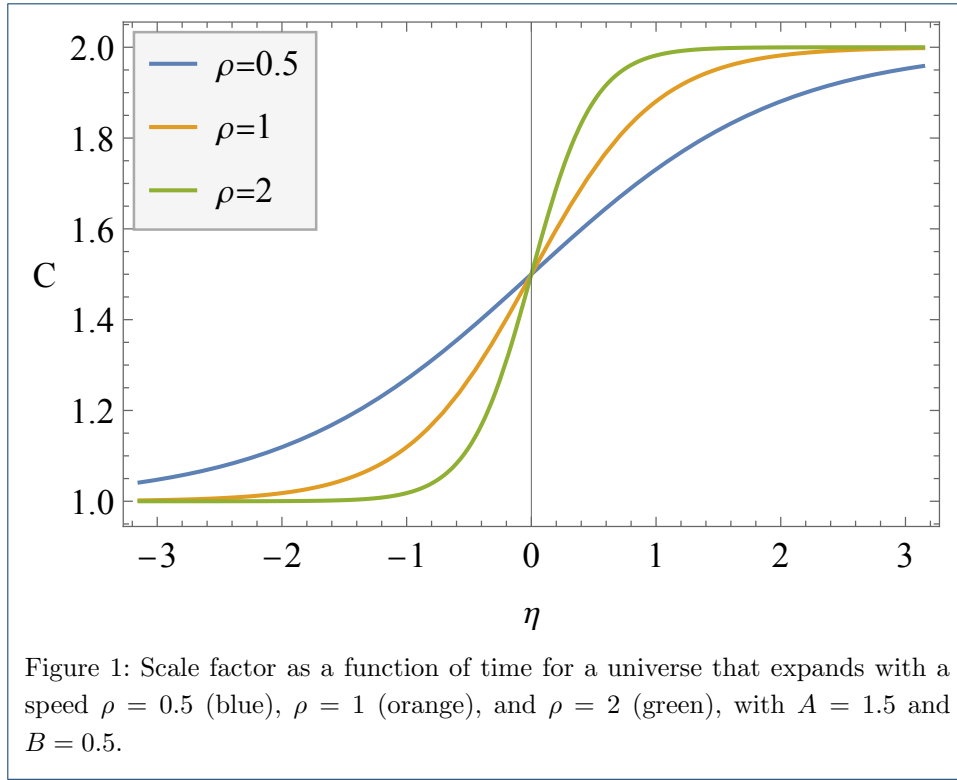 2.0
1.8
1.6
1.4
1.2
1.0
C
ρ=0.5
ρ=1
ρ=2
−3 −2 −1 0 1 2 3
η
Figure 1: Scale factor as a function of time for a universe that expands with a
speed ρ = 0.5 (blue), ρ = 1 (orange), and ρ = 2 (green), with A = 1.5 and
B = 0.5.